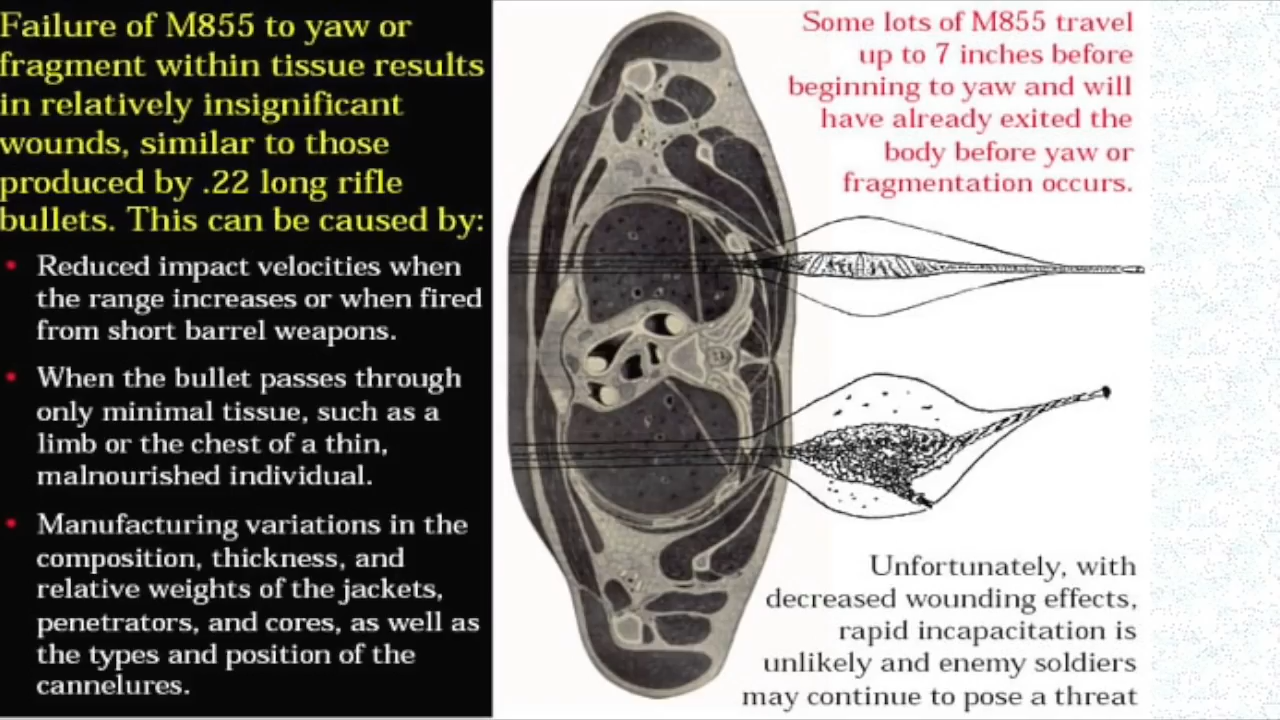 Failure of M855 to yaw or
fragment within tissue results
in relatively insignificant
wounds, similar to those
produced by .22 long rifle
bullets. This can be caused by:
• Reduced impact velocities when
the range increases or when fired
from short barrel weapons.
• When the bullet passes through
only minimal tissue, such as a
limb or the chest of a thin,
malnourished individual.
• Manufacturing variations in the
composition, thickness, and
relative weights of the jackets,
penetrators, and cores, as well as
the types and position of the
cannelures.
Some lots of M855 travel
up to 7 inches before
beginning to yaw and will
have already exited the
body before yaw or
fragmentation occurs.
Unfortunately, with
decreased wounding effects,
rapid incapacitation is
unlikely and enemy soldiers
may continue to pose a threat